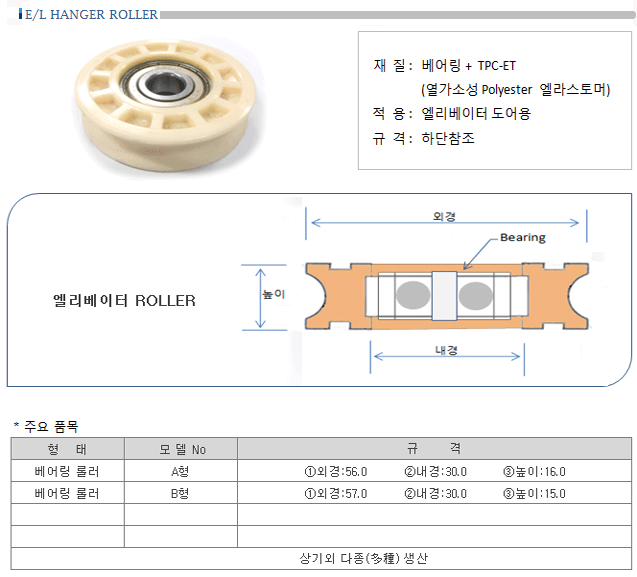 E/L HANGER ROLLER
재 질 : 베어링 + TPC-ET
(열가소성 Polyester 엘라스토머)
적 용 : 엘리베이터 도어용
규 격 : 하단참조
외경
Bearing
높이
엘리베이터 ROLLER
내경
* 주요 품목
형 태 모 델 No 규 격
베어링 롤러 A형 ①외경:56.0 ②내경:30.0 ③높이:16.0
베어링 롤러 B형 ①외경:57.0 ②내경:30.0 ③높이:15.0
상기외 다종(多種) 생산